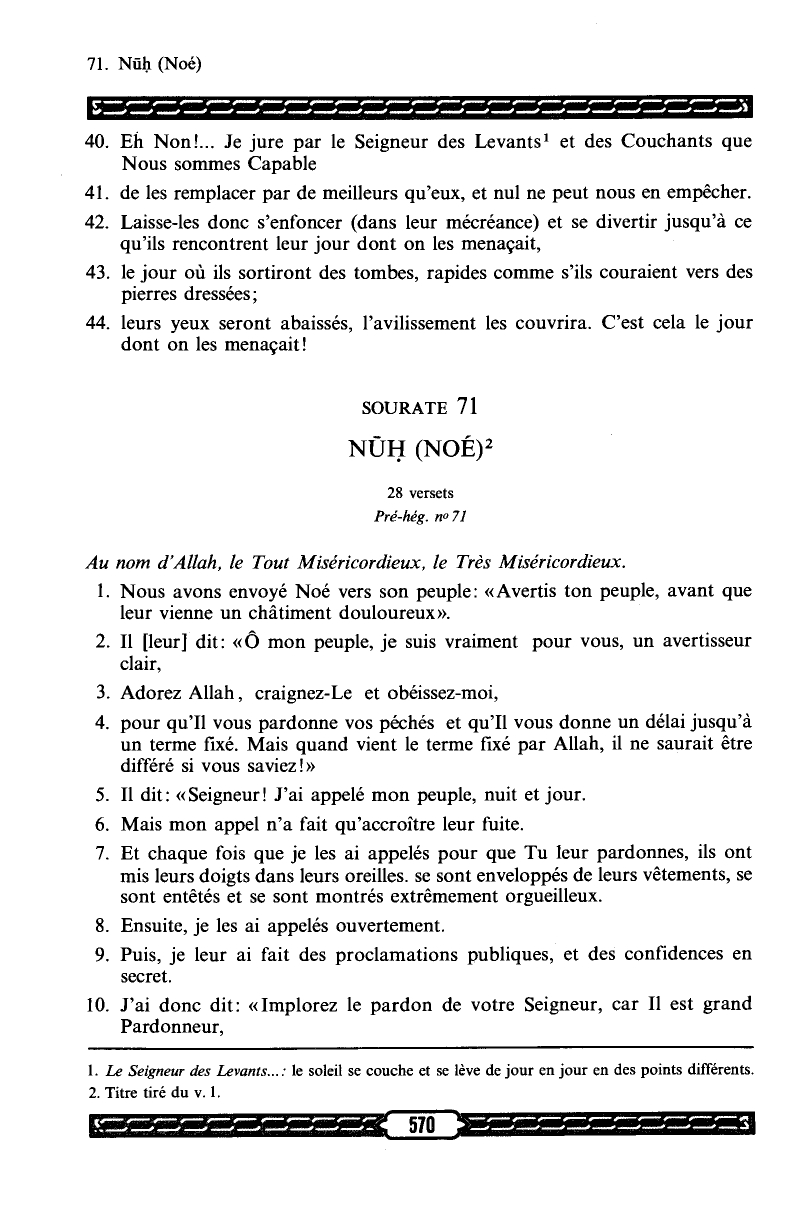 71. Nūḥ (Noé)
40. Eh Non!... Je jure par le Seigneur des Levants¹ et des Couchants que
Nous sommes Capable
41. de les remplacer par de meilleurs qu'eux, et nul ne peut nous en empêcher.
42. Laisse-les donc s'enfoncer (dans leur mécréance) et se divertir jusqu'à ce
qu'ils rencontrent leur jour dont on les menaçait,
43. le jour où ils sortiront des tombes, rapides comme s'ils couraient vers des
pierres dressées;
44. leurs yeux seront abaissés, l'avilissement les couvrira. C'est cela le jour
dont on les menaçait!
SOURATE 71
NŪḤ (NOÉ)²
28 versets
Pré-hég. nº 71
Au nom d'Allah, le Tout Miséricordieux, le Très Miséricordieux.
1. Nous avons envoyé Noé vers son peuple: «Avertis ton peuple, avant que
leur vienne un châtiment douloureux».
2. Il [leur] dit: «Ô mon peuple, je suis vraiment pour vous, un avertisseur
clair,
3. Adorez Allah, craignez-Le et obéissez-moi,
4. pour qu'Il vous pardonne vos péchés et qu'Il vous donne un délai jusqu'à
un terme fixé. Mais quand vient le terme fixé par Allah, il ne saurait être
différé si vous saviez!»
5. Il dit: «Seigneur! J'ai appelé mon peuple, nuit et jour.
6. Mais mon appel n'a fait qu'accroître leur fuite.
7. Et chaque fois que je les ai appelés pour que Tu leur pardonnes, ils ont
mis leurs doigts dans leurs oreilles. se sont enveloppés de leurs vêtements, se
sont entêtés et se sont montrés extrêmement orgueilleux.
8. Ensuite, je les ai appelés ouvertement.
9. Puis, je leur ai fait des proclamations publiques, et des confidences en
secret.
10. J'ai donc dit: «Implorez le pardon de votre Seigneur, car Il est grand
Pardonneur,
1. Le Seigneur des Levants...: le soleil se couche et se lève de jour en jour en des points différents.
2. Titre tiré du v. 1.
570